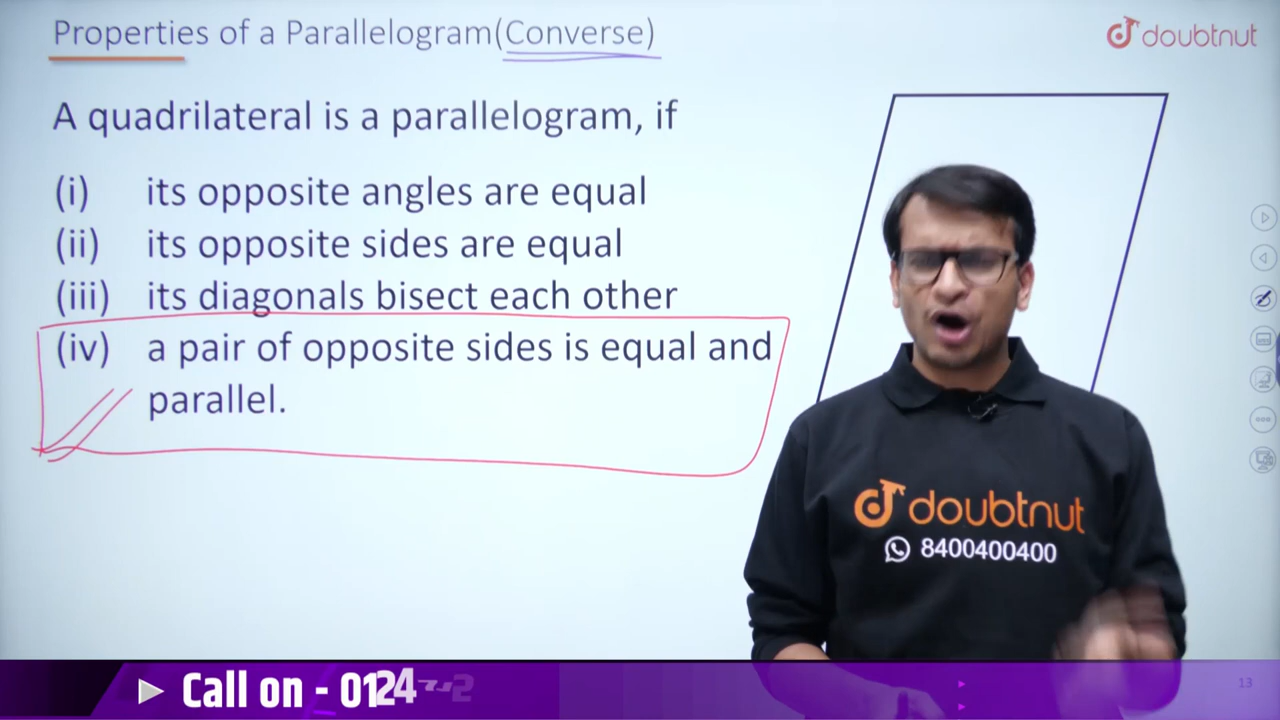 Properties of a Parallelogram(Converse)
doubtnut
A quadrilateral is a parallelogram, if
(i) its opposite angles are equal
(ii) its opposite sides are equal
(iii) its diagonals bisect each other
(iv) a pair of opposite sides is equal and
parallel.
doubtnut
8400400400
Call on - 0124
13